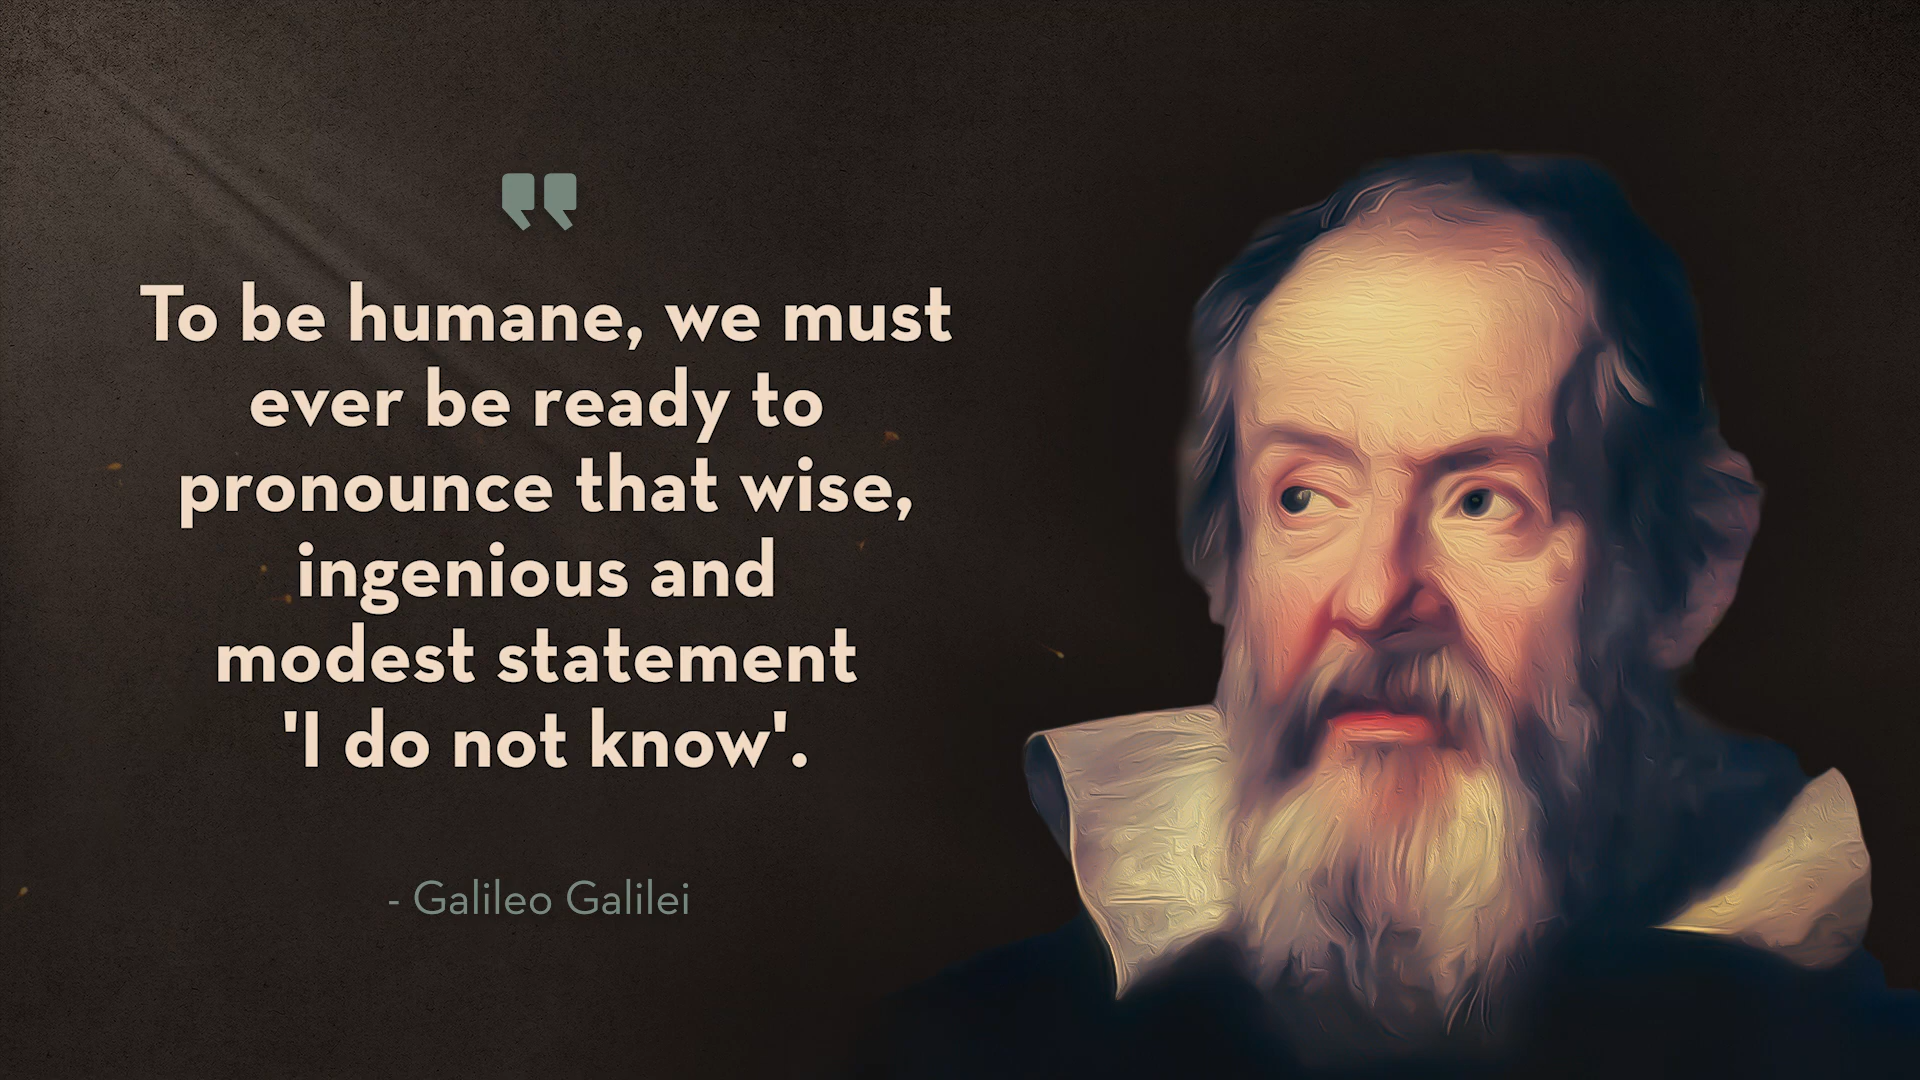 "
To be humane, we must
ever be ready to
pronounce that wise,
ingenious and
modest statement
'I do not know'.
- Galileo Galilei